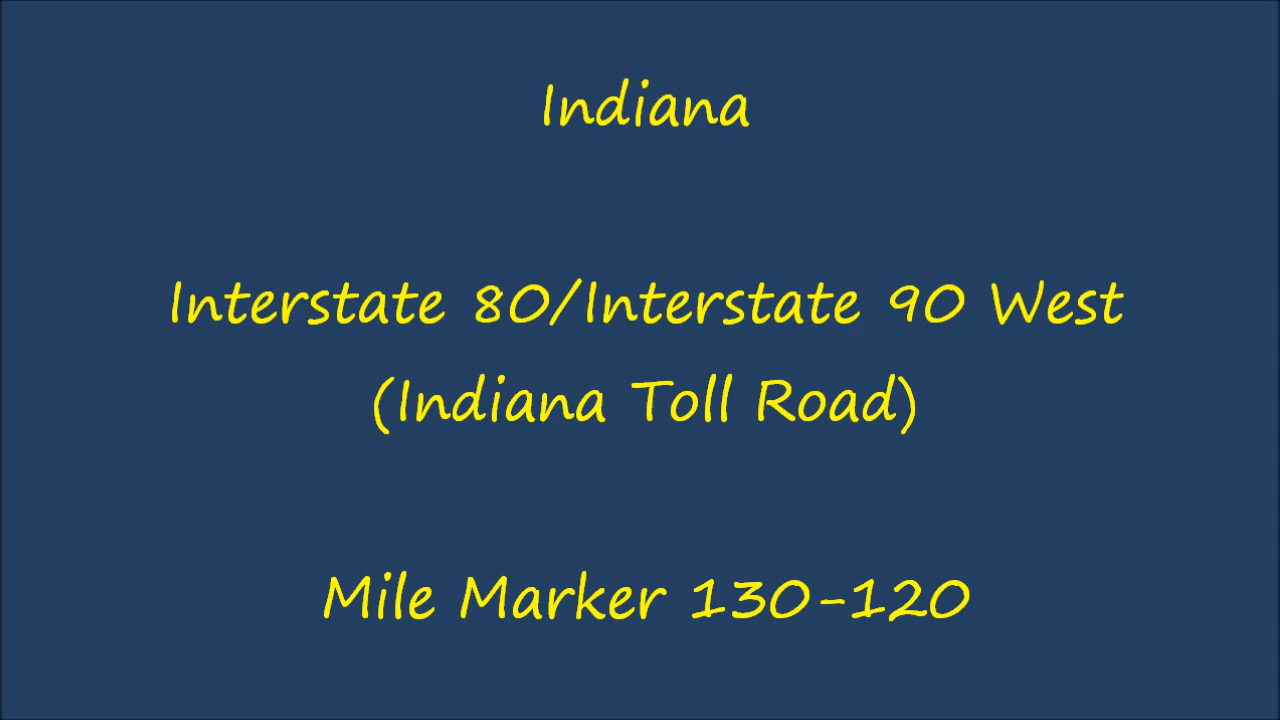 Indiana
Interstate 80/Interstate 90 West
(Indiana Toll Road)
Mile Marker 130-120